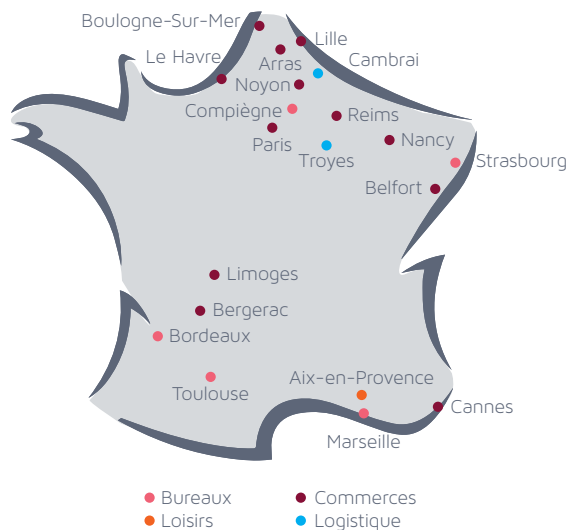 Boulogne-Sur-Mer
Lille
Arras
Cambrai
Le Havre
Noyon
Compiègne
Reims
Paris
Troyes
Nancy
Strasbourg
Belfort
Limoges
Bergerac
Bordeaux
Toulouse
Aix-en-Provence
Cannes
Marseille
Bureaux
Commerces
Loisirs
Logistique